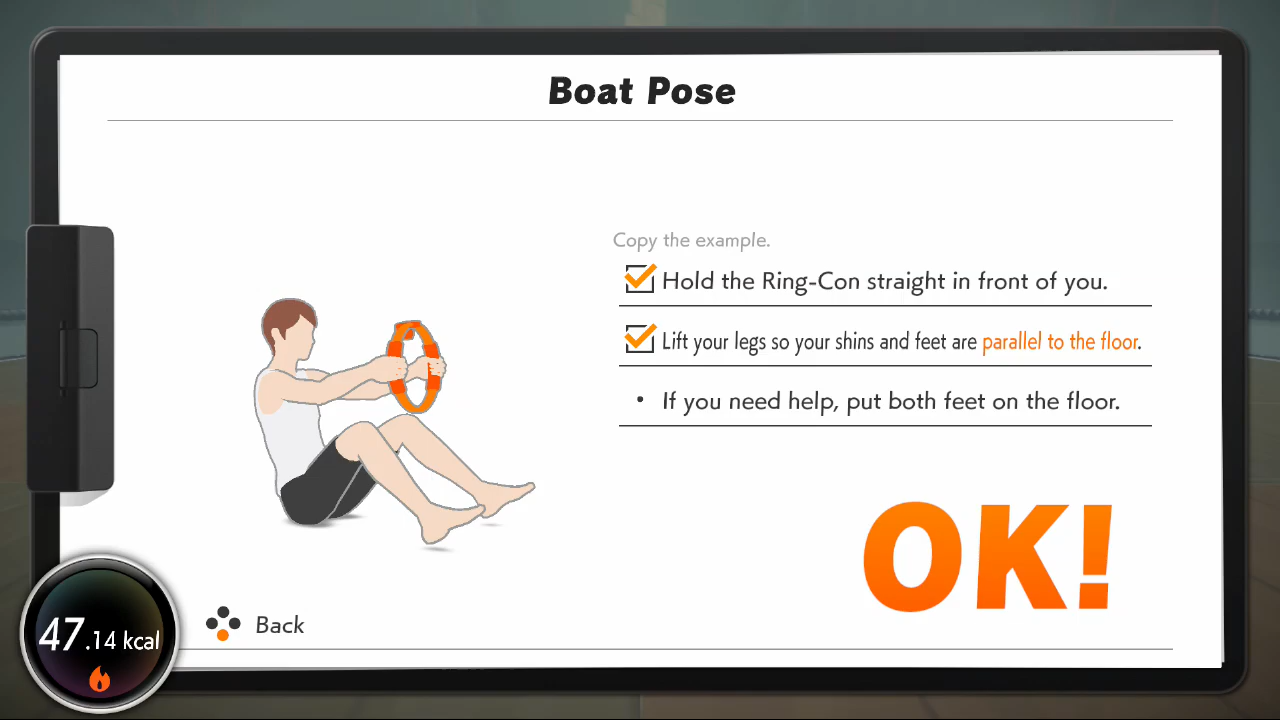 Boat Pose
Copy the example.
Hold the Ring-Con straight in front of you.
Lift your legs so your shins and feet are parallel to the floor.
• If you need help, put both feet on the floor.
OK!
Back
47.14 kcal